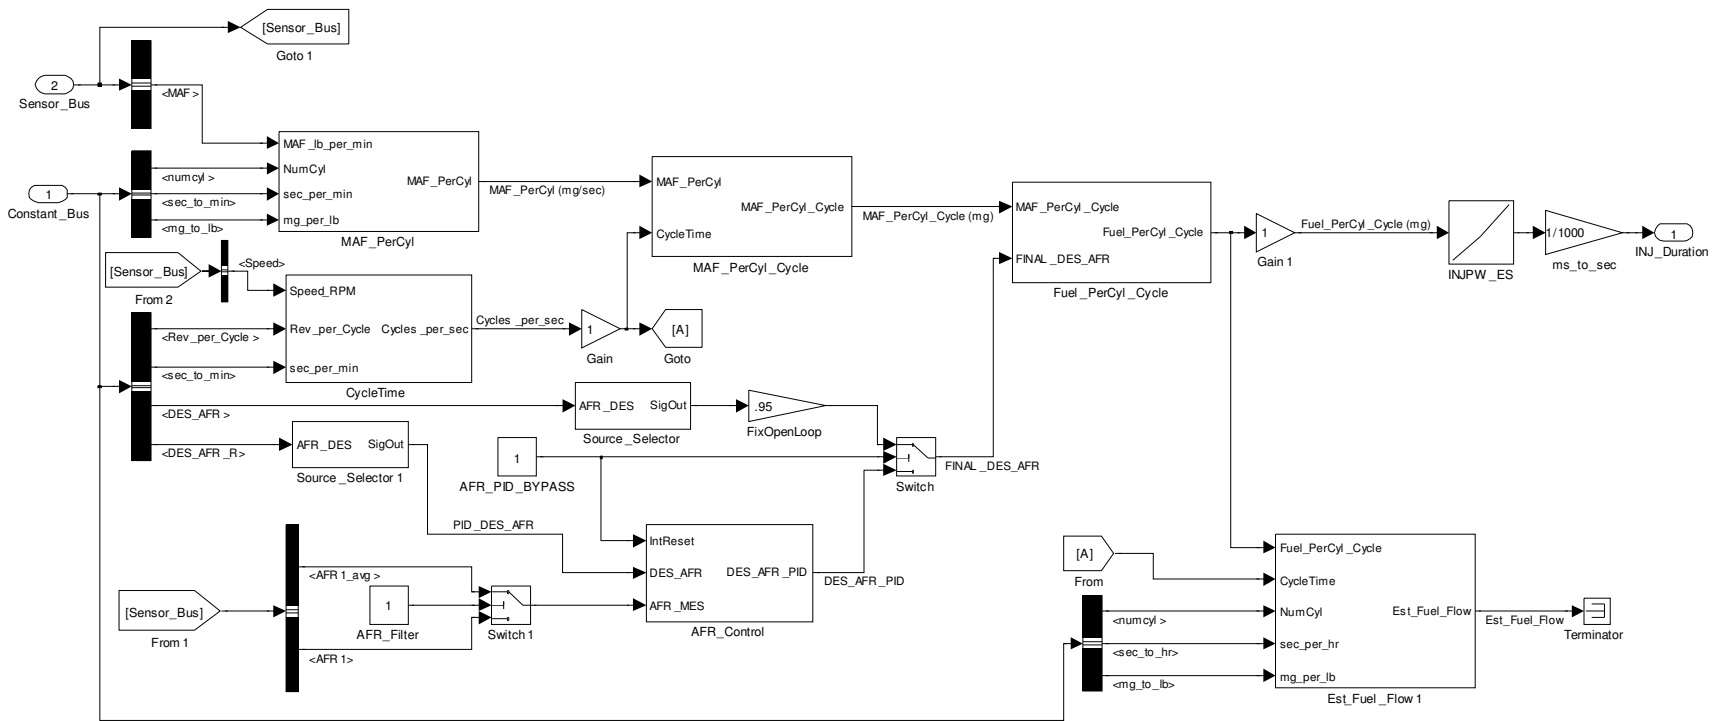 [Sensor_Bus]
Goto 1
2
Sensor_Bus
<MAF>
MAF_lb_per_min
NumCyl
sec_per_min
mg_per_lb
MAF_PerCyl
MAF_PerCyl
<numcyl>
<sec_to_min>
<mg_to_lb>
1
Constant_Bus
MAF_PerCyl (mg/sec)
MAF_PerCyl
CycleTime
MAF_PerCyl_Cycle
MAF_PerCyl_Cycle
MAF_PerCyl_Cycle (mg)
MAF_PerCyl_Cycle
FINAL_DES_AFR
Fuel_PerCyl_Cycle
Fuel_PerCyl_Cycle
1
Gain 1
Fuel_PerCyl_Cycle (mg)
INJPW_ES
1/1000
ms_to_sec
1
INJ_Duration
[Sensor_Bus]
From 2
<Speed>
Speed_RPM
Rev_per_Cycle
sec_per_min
Cycles_per_sec
CycleTime
<Rev_per_Cycle>
<sec_to_min>
<DES_AFR>
<DES_AFR_R>
Cycles_per_sec
1
Gain
[A]
Goto
AFR_DES
SigOut
Source_Selector
.95
FixOpenLoop
AFR_DES
SigOut
Source_Selector 1
1
AFR_PID_BYPASS
Switch
FINAL_DES_AFR
PID_DES_AFR
IntReset
DES_AFR
AFR_MES
DES_AFR_PID
AFR_Control
DES_AFR_PID
[Sensor_Bus]
From 1
<AFR1_avg>
1
AFR_Filter
<AFR1>
Switch 1
[A]
From
<numcyl>
<sec_to_hr>
<mg_to_lb>
Fuel_PerCyl_Cycle
CycleTime
NumCyl
sec_per_hr
mg_per_lb
Est_Fuel_Flow
Est_Fuel_Flow 1
Est_Fuel_Flow
Terminator